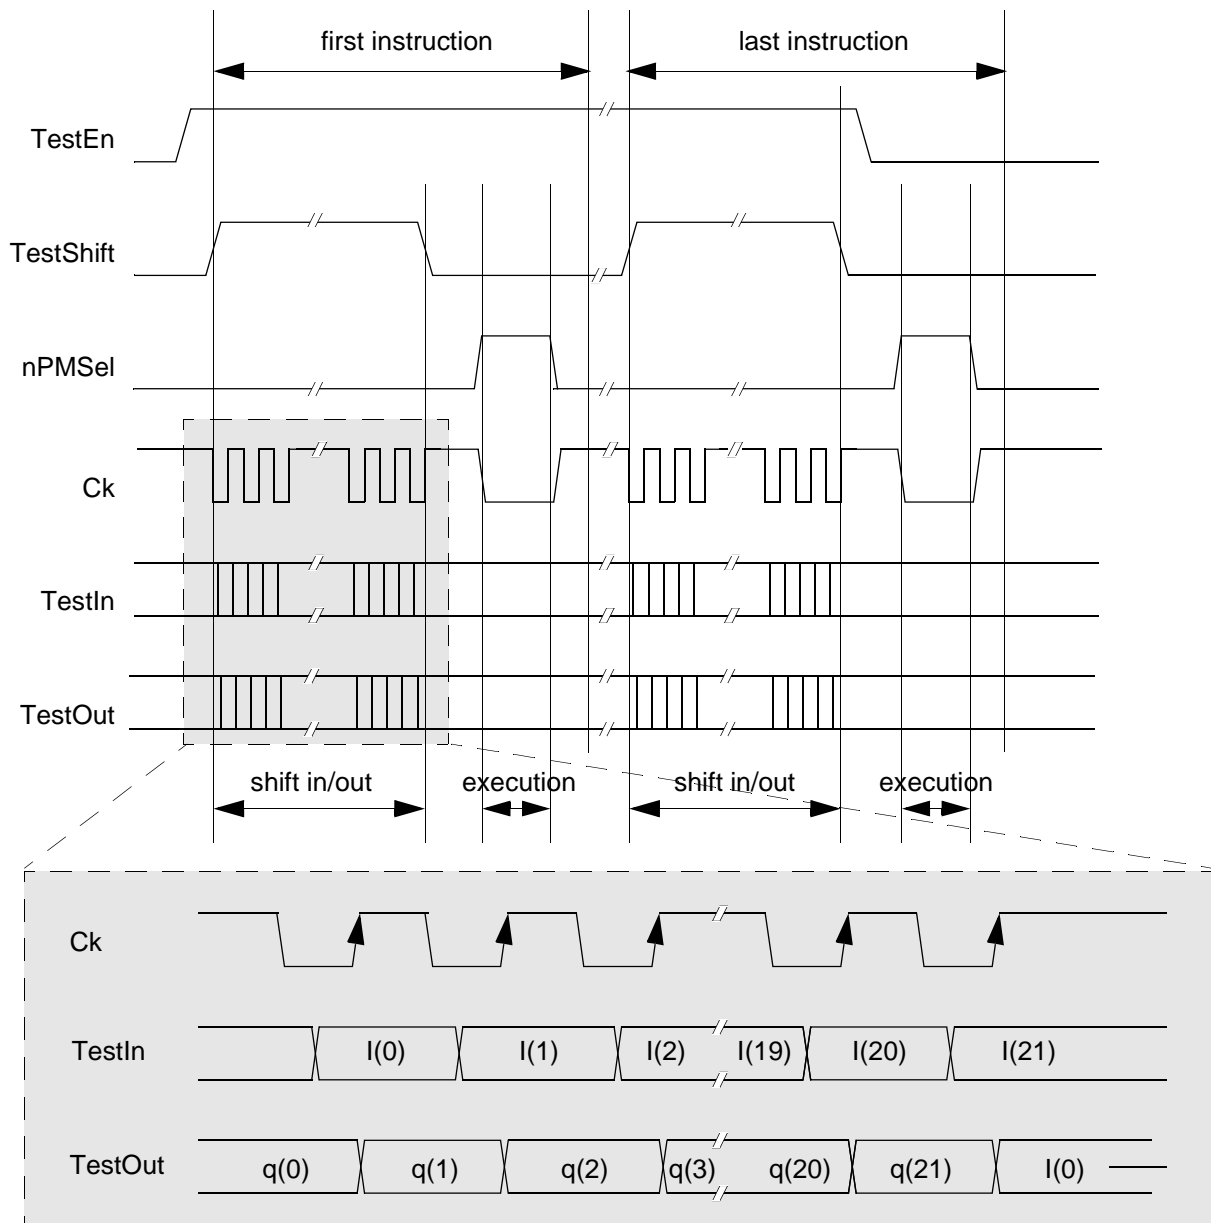 first instruction
last instruction
TestEn
TestShift
nPMSel
Ck
TestIn
TestOut
shift in/out
execution
shift in/out
execution
Ck
TestIn
I(0)
I(1)
I(2)
I(19)
I(20)
I(21)
TestOut
q(0)
q(1)
q(2)
q(3)
q(20)
q(21)
I(0)